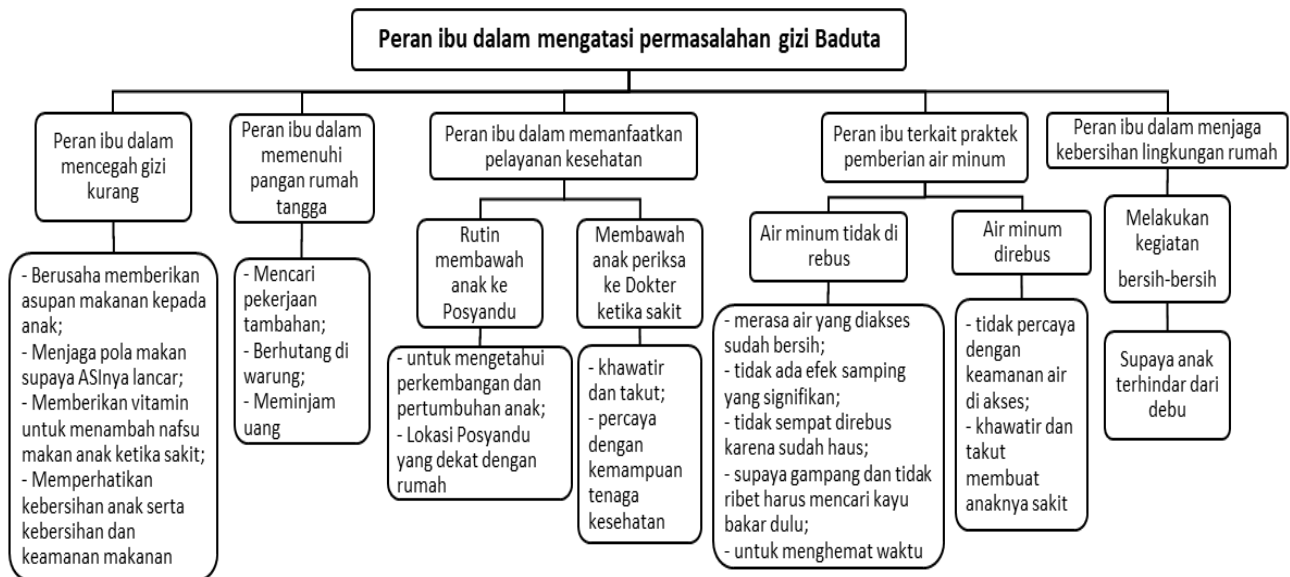 Peran ibu dalam mengatasi permasalahan gizi Baduta
Peran ibu dalam
mencegah gizi
kurang
- Berusaha memberikan
asupan makanan kepada
anak;
- Menjaga pola makan
supaya ASInya lancar;
- Memberikan vitamin
untuk menambah nafsu
makan anak ketika sakit;
- Memperhatikan
kebersihan anak serta
kebersihan dan
keamanan makanan
Peran ibu dalam
memenuhi
pangan rumah
tangga
- Mencari
pekerjaan
tambahan;
- Berhutang di
warung;
- Meminjam
uang
Peran ibu dalam memanfaatkan
pelayanan kesehatan
Rutin
membawah
anak ke
Posyandu
- untuk mengetahui
perkembangan dan
pertumbuhan anak;
- Lokasi Posyandu
yang dekat dengan
rumah
Membawah
anak periksa
ke Dokter
ketika sakit
- khawatir
dan takut;
- percaya
dengan
kemampuan
tenaga
kesehatan
Peran ibu terkait praktek
pemberian air minum
Air minum tidak di
rebus
- merasa air yang diakses
sudah bersih;
- tidak ada efek samping
yang signifikan;
- tidak sempat direbus
karena sudah haus;
- supaya gampang dan tidak
ribet harus mencari kayu
bakar dulu;
- untuk menghemat waktu
Air minum
direbus
- tidak percaya
dengan
keamanan air
di akses;
- khawatir dan
takut
membuat
anaknya sakit
Peran ibu dalam menjaga
kebersihan lingkungan rumah
Melakukan
kegiatan
bersih-bersih
Supaya anak
terhindar dari
debu